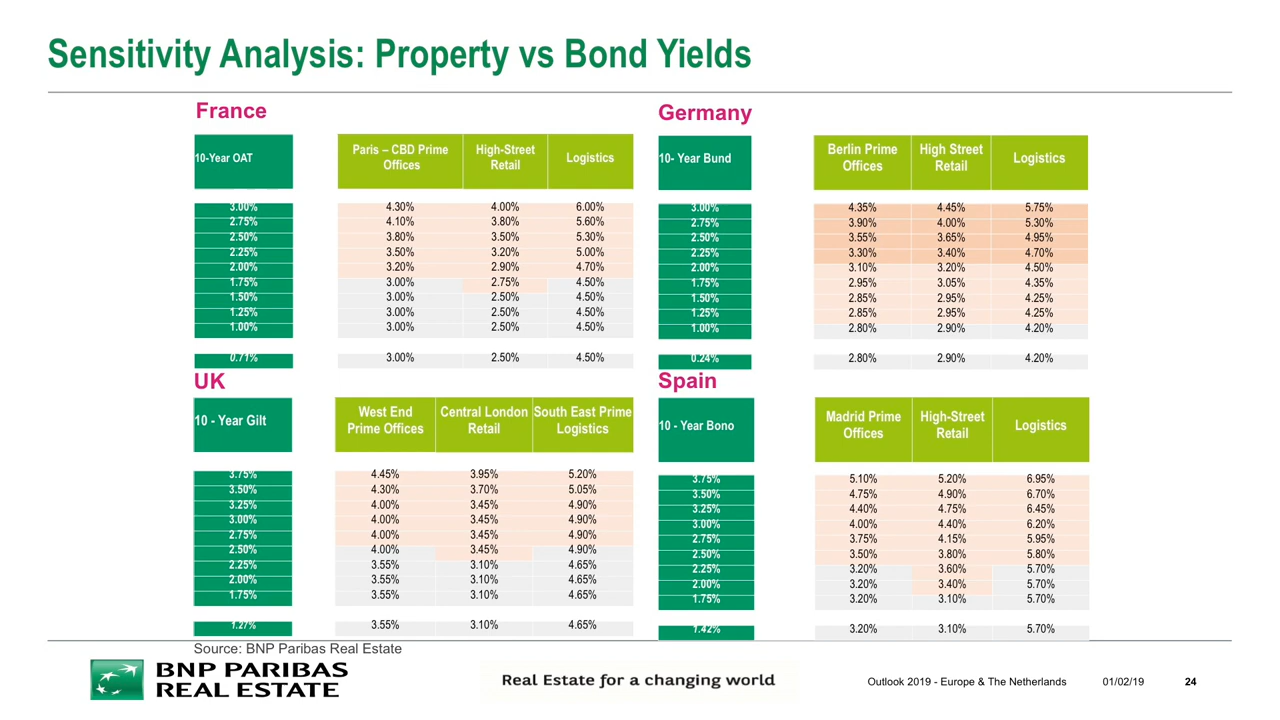 Sensitivity Analysis: Property vs Bond Yields
France
10-Year OAT Paris – CBD Prime Offices High-Street Retail Logistics
3.00% 4.30% 4.00% 6.00%
2.75% 4.10% 3.80% 5.60%
2.50% 3.80% 3.50% 5.30%
2.25% 3.50% 3.20% 5.00%
2.00% 3.20% 2.90% 4.70%
1.75% 3.00% 2.75% 4.50%
1.50% 3.00% 2.50% 4.50%
1.25% 3.00% 2.50% 4.50%
1.00% 3.00% 2.50% 4.50%
0.71% 3.00% 2.50% 4.50%
Germany
10- Year Bund Berlin Prime Offices High Street Retail Logistics
3.00% 4.35% 4.45% 5.75%
2.75% 3.90% 4.00% 5.30%
2.50% 3.55% 3.65% 4.95%
2.25% 3.30% 3.40% 4.70%
2.00% 3.10% 3.20% 4.50%
1.75% 2.95% 3.05% 4.35%
1.50% 2.85% 2.95% 4.25%
1.25% 2.85% 2.95% 4.25%
1.00% 2.80% 2.90% 4.20%
0.24% 2.80% 2.90% 4.20%
UK
10 - Year Gilt West End Prime Offices Central London Retail South East Prime Logistics
3.75% 4.45% 3.95% 5.20%
3.50% 4.30% 3.70% 5.05%
3.25% 4.00% 3.45% 4.90%
3.00% 4.00% 3.45% 4.90%
2.75% 4.00% 3.45% 4.90%
2.50% 4.00% 3.45% 4.90%
2.25% 3.55% 3.10% 4.65%
2.00% 3.55% 3.10% 4.65%
1.75% 3.55% 3.10% 4.65%
1.27% 3.55% 3.10% 4.65%
Spain
10 - Year Bono Madrid Prime Offices High-Street Retail Logistics
3.75% 5.10% 5.20% 6.95%
3.50% 4.75% 4.90% 6.70%
3.25% 4.40% 4.75% 6.45%
3.00% 4.00% 4.40% 6.20%
2.75% 3.75% 4.15% 5.95%
2.50% 3.50% 3.80% 5.80%
2.25% 3.20% 3.60% 5.70%
2.00% 3.20% 3.40% 5.70%
1.75% 3.20% 3.10% 5.70%
1.42% 3.20% 3.10% 5.70%
Source: BNP Paribas Real Estate
BNP PARIBAS
REAL ESTATE
Real Estate for a changing world
Outlook 2019 - Europe & The Netherlands 01/02/19 24